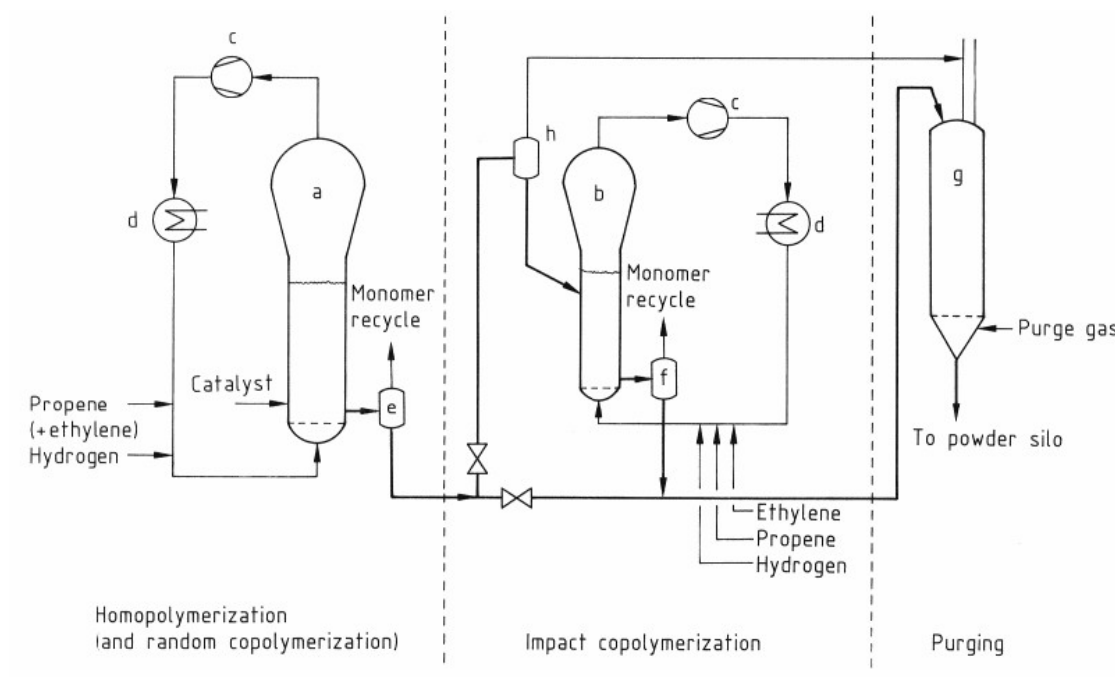 c
a
d
Monomer
recycle
Catalyst
e
Propene
(+ethylene)
Hydrogen
Homopolymerization
(and random copolymerization)
h
c
b
d
Monomer
recycle
f
Ethylene
Propene
Hydrogen
Impact copolymerization
g
Purge gas
To powder silo
Purging